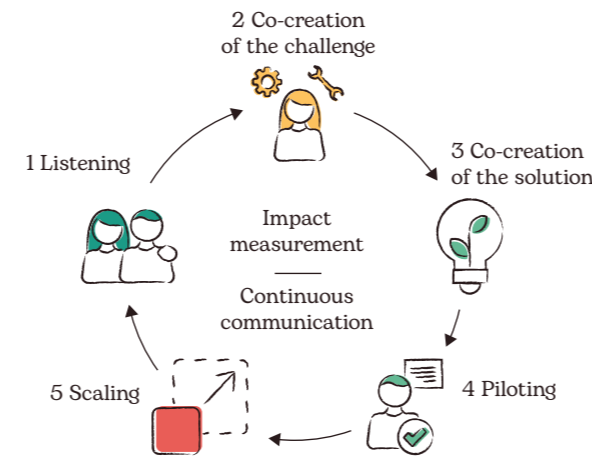 2 Co-creation
of the challenge
1 Listening
3 Co-creation
of the solution
Impact
measurement
Continuous
communication
5 Scaling
4 Piloting